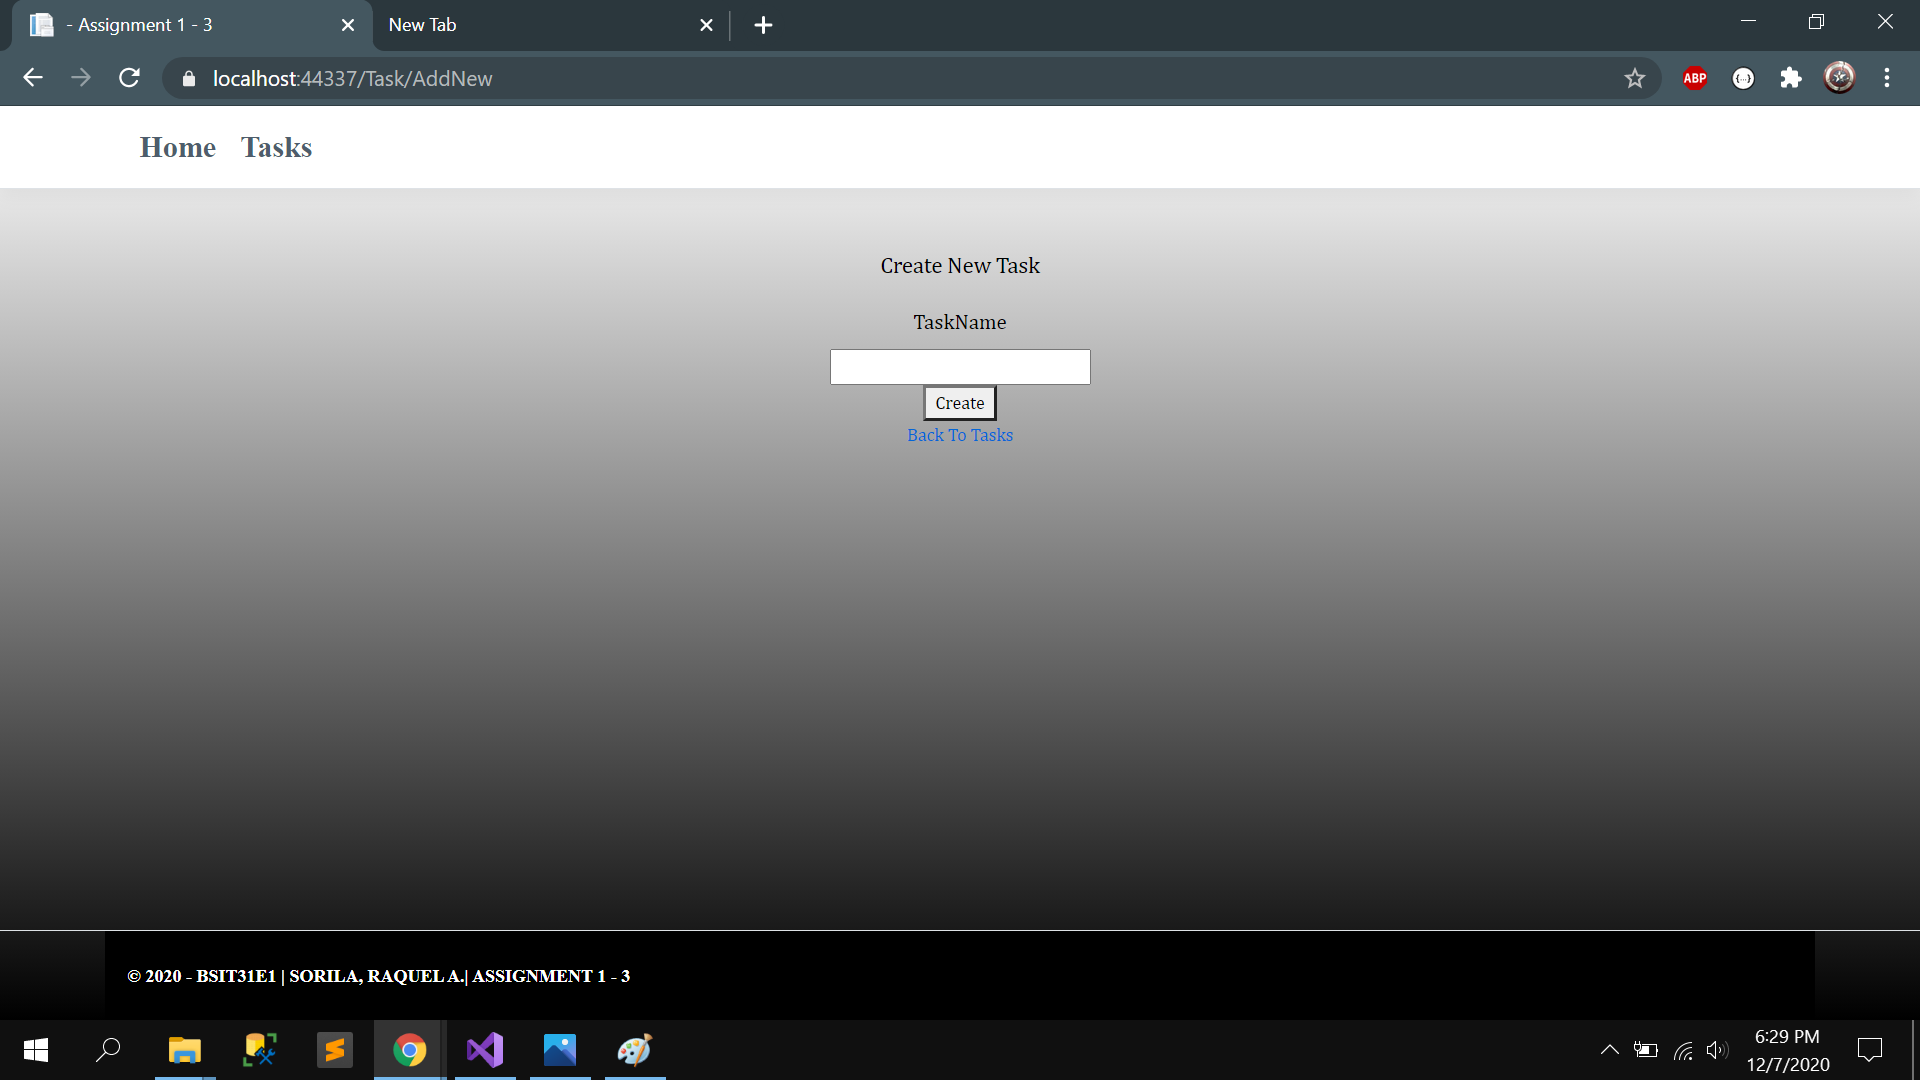 - Assignment 1 - 3
New Tab
localhost:44337/Task/AddNew
ABP
Home Tasks
Create New Task
TaskName
Create
Back To Tasks
© 2020 - BSIT31E1 | SORILA, RAQUEL A.| ASSIGNMENT 1 - 3
6:29 PM
12/7/2020